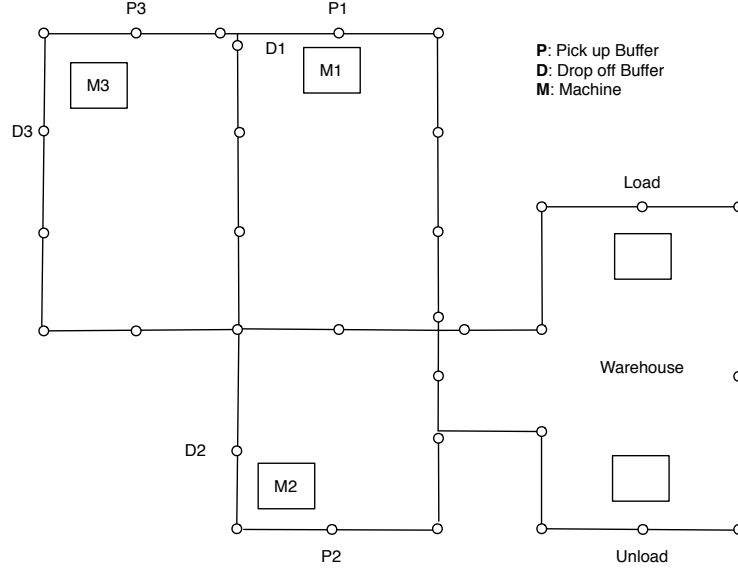 P3
P1
D1
M1
M3
P: Pick up Buffer
D: Drop off Buffer
M: Machine
D3
Load
Warehouse
D2
M2
P2
Unload